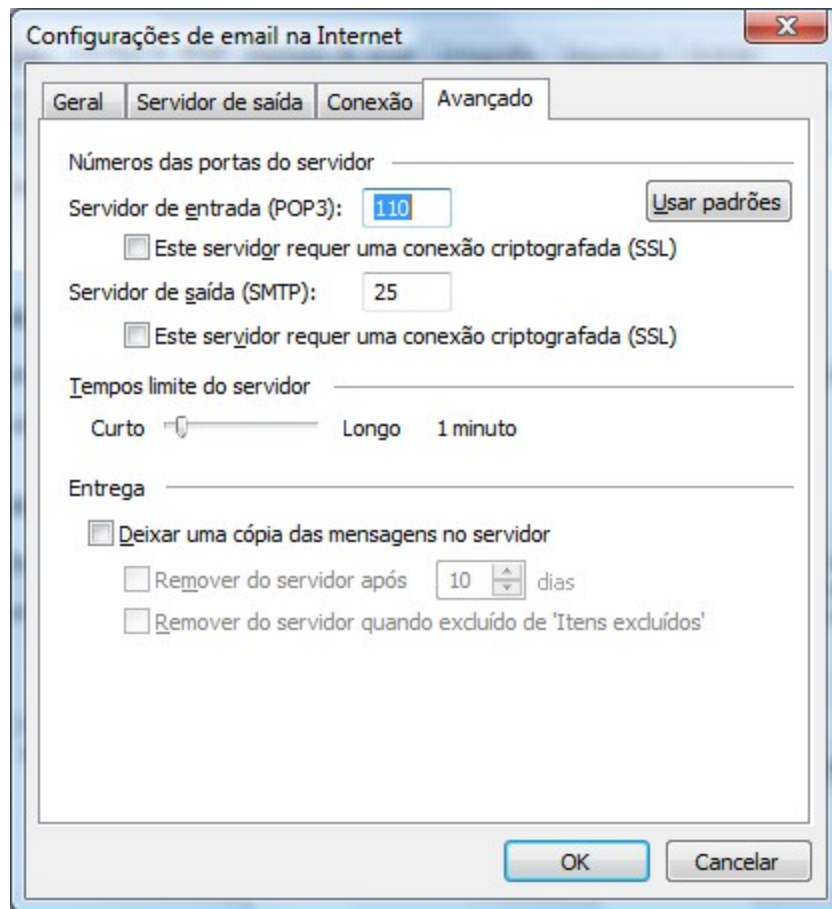 Configurações de email na Internet
Geral Servidor de saída Conexão Avançado
Números das portas do servidor
Servidor de entrada (POP3): 110 Usar padrões
Este servidor requer uma conexão criptografada (SSL)
Servidor de saída (SMTP): 25
Este servidor requer uma conexão criptografada (SSL)
Tempos limite do servidor
Curto Longo 1 minuto
Entrega
Deixar uma cópia das mensagens no servidor
Remover do servidor após 10 dias
Remover do servidor quando excluído de 'Itens excluídos'
OK Cancelar